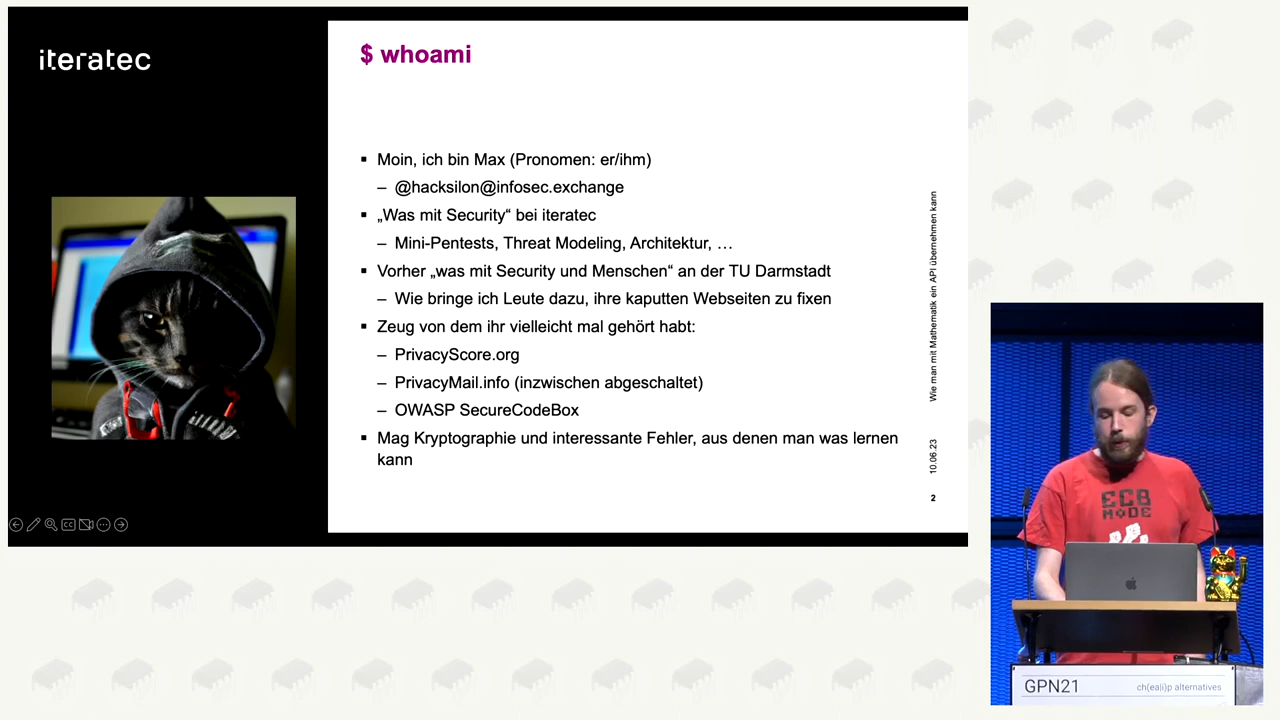 iteratec
$ whoami
▪ Moin, ich bin Max (Pronomen: er/ihm)
– @hacksilon@infosec.exchange
▪ „Was mit Security“ bei iteratec
– Mini-Pentests, Threat Modeling, Architektur, …
▪ Vorher „was mit Security und Menschen“ an der TU Darmstadt
– Wie bringe ich Leute dazu, ihre kaputten Webseiten zu fixen
▪ Zeug von dem ihr vielleicht mal gehört habt:
– PrivacyScore.org
– PrivacyMail.info (inzwischen abgeschaltet)
– OWASP SecureCodeBox
▪ Mag Kryptographie und interessante Fehler, aus denen man was lernen
kann
Wie man mit Mathematik ein API übernehmen kann
10.06.23
2
CC
ECB
MODE
GPN21
ch(ea(i)p alternatives